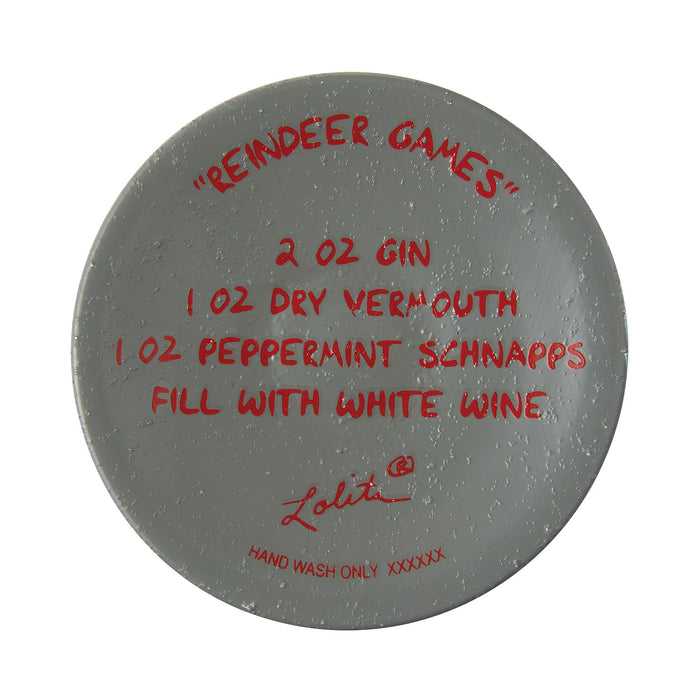 "REINDEER GAMES"
2 OZ GIN
1 OZ DRY VERMOUTH
1 OZ PEPPERMINT SCHNAPPS
FILL WITH WHITE WINE
Lolita ®
HAND WASH ONLY XXXXXX